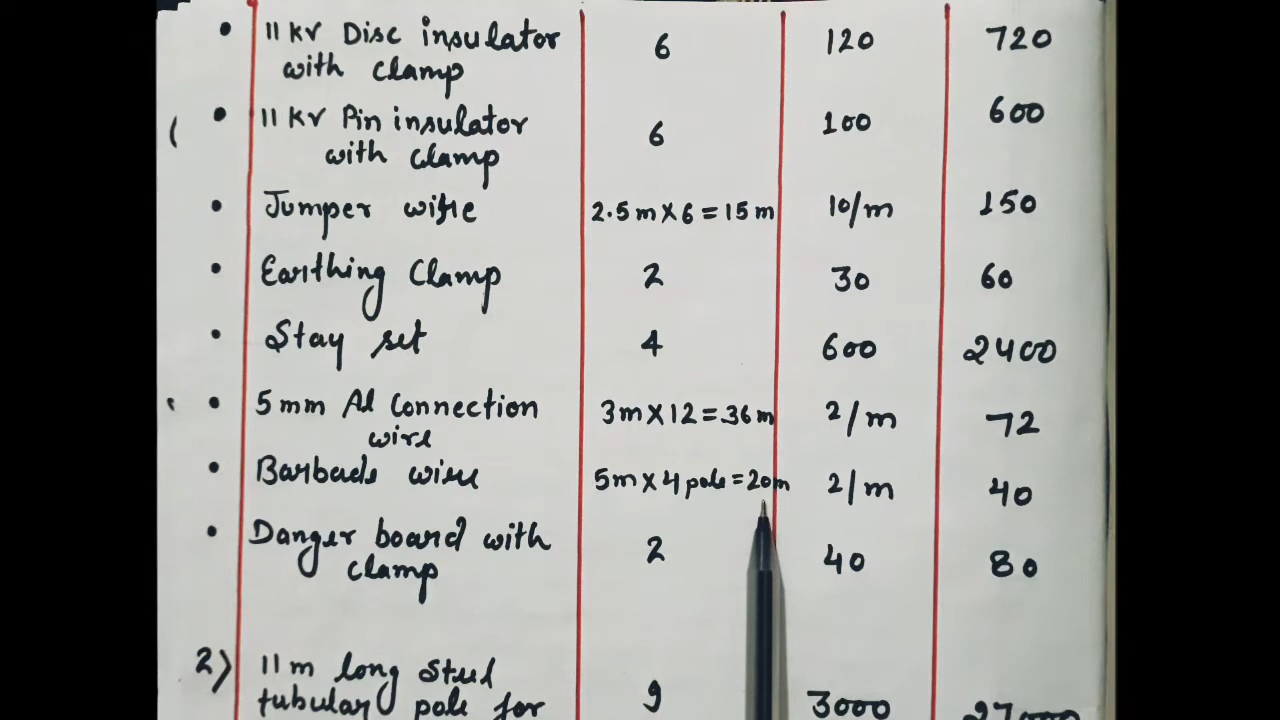 • 11 KV Disc insulator 6 120 720
with clamp
• 11 KV Pin insulator 6 100 600
with clamp
• Jumper wire 2.5 m X 6 = 15 m 10/m 150
• Earthing Clamp 2 30 60
• Stay set 4 600 2400
• 5 mm Al Connection 3m X 12 = 36 m 2/m 72
wire
• Barbade wire 5m X 4 pole = 20m 2/m 40
• Danger board with 2 40 80
clamp
2) 11 m long Steel
tubular pole for 9 3000 27000